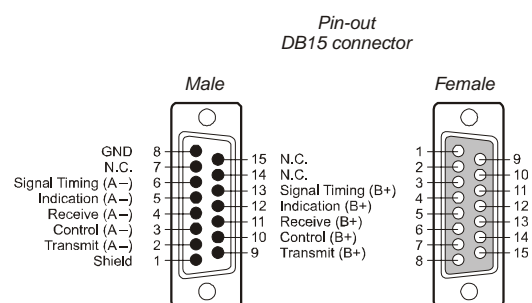 Pin-out
DB15 connector
Male
Female
GND 8
N.C. 7
Signal Timing (A−) 6
Indication (A−) 5
Receive (A−) 4
Control (A−) 3
Transmit (A−) 2
Shield 1
15 N.C.
14 N.C.
13 Signal Timing (B+)
12 Indication (B+)
11 Receive (B+)
10 Control (B+)
9 Transmit (B+)
1
2
3
4
5
6
7
8
9
10
11
12
13
14
15